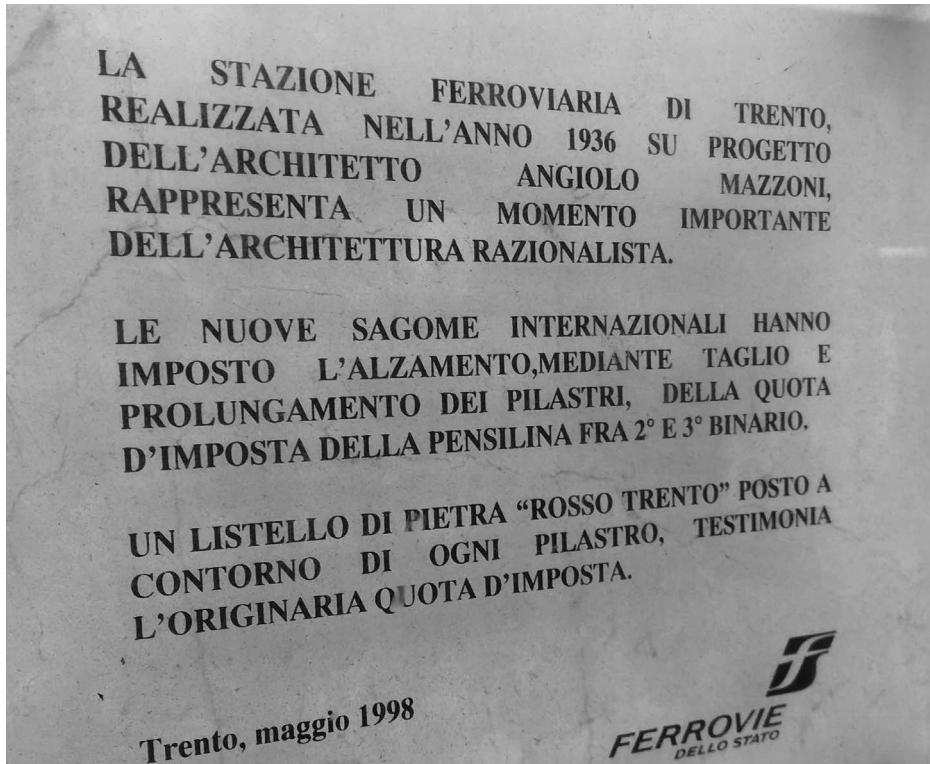 LA STAZIONE FERROVIARIA DI TRENTO,
REALIZZATA NELL'ANNO 1936 SU PROGETTO
DELL'ARCHITETTO ANGIOLO MAZZONI,
RAPPRESENTA UN MOMENTO IMPORTANTE
DELL'ARCHITETTURA RAZIONALISTA.
LE NUOVE SAGOME INTERNAZIONALI HANNO
IMPOSTO L'ALZAMENTO,MEDIANTE TAGLIO E
PROLUNGAMENTO DEI PILASTRI, DELLA QUOTA
D'IMPOSTA DELLA PENSILINA FRA 2° E 3° BINARIO.
UN LISTELLO DI PIETRA “ROSSO TRENTO” POSTO A
CONTORNO DI OGNI PILASTRO, TESTIMONIA
L'ORIGINARIA QUOTA D'IMPOSTA.
Trento, maggio 1998
FS
FERROVIE
DELLO STATO